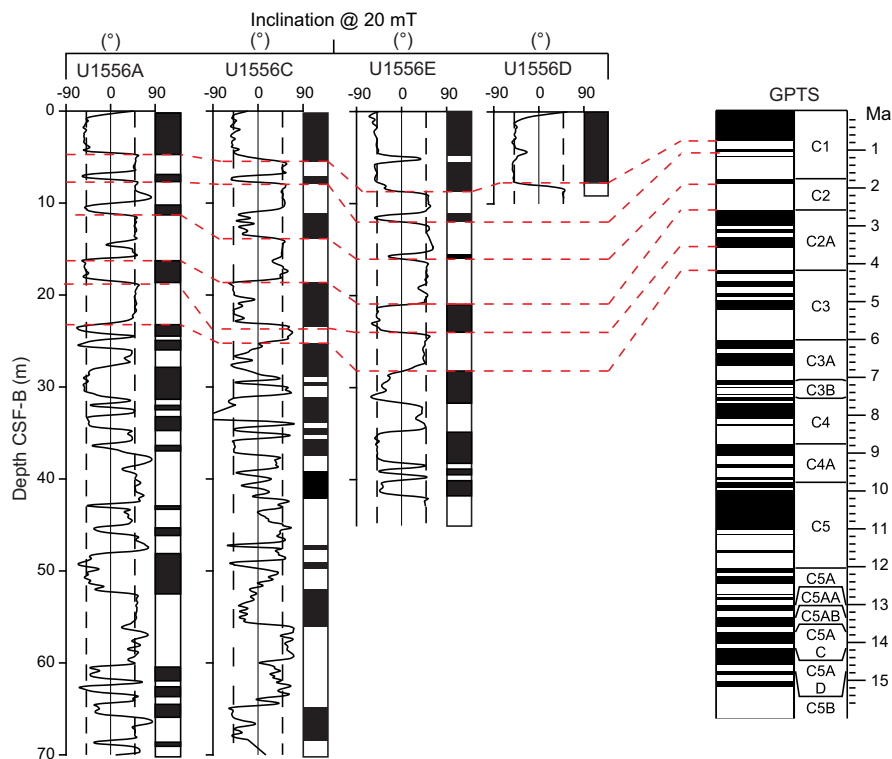 Inclination @ 20 mT
(°) (°) (°) (°)
U1556A U1556C U1556E U1556D
-90 0 90 -90 0 90 -90 0 90 -90 0 90
GPTS
Ma
Depth CSF-B (m)
0
10
20
30
40
50
60
70
C1
C2
C2A
C3
C3A
C3B
C4
C4A
C5
C5A
C5AA
C5AB
C5A
C
C5A
D
C5B
1
2
3
4
5
6
7
8
9
10
11
12
13
14
15